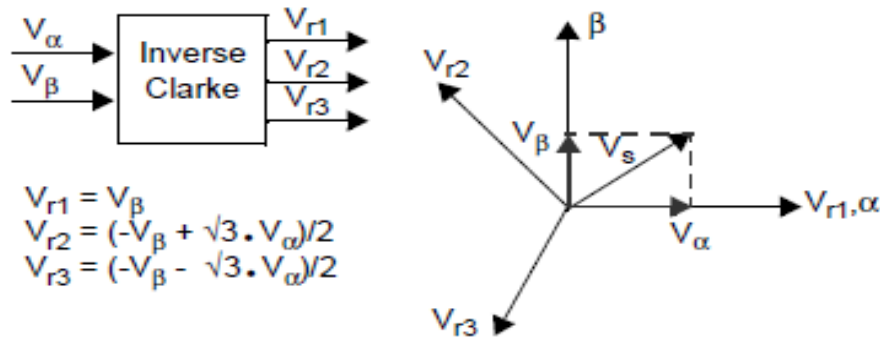 Vα
Vβ
Inverse
Clarke
Vr1
Vr2
Vr3
Vr1 = Vβ
Vr2 = (-Vβ + √3 . Vα)/2
Vr3 = (-Vβ - √3 . Vα)/2
β
Vr2
Vβ
Vs
Vr1,α
Vα
Vr3